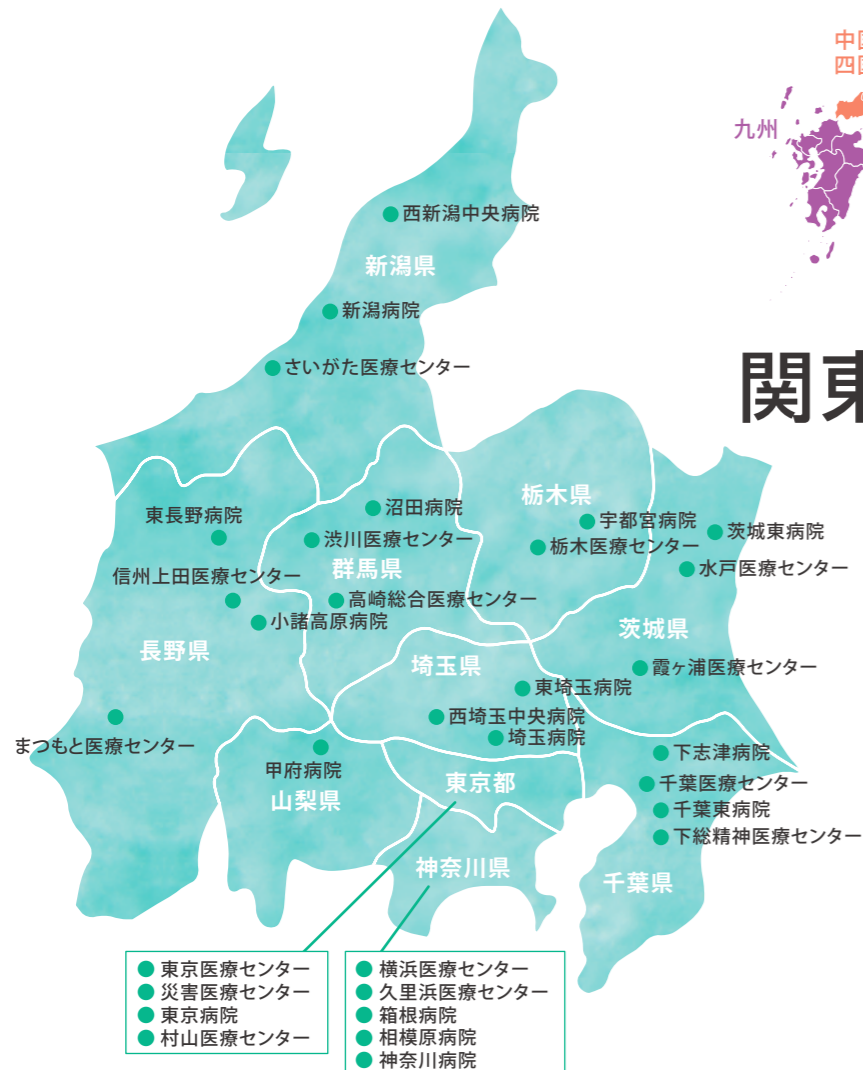 中国
四国
九州
関東
西新潟中央病院
新潟県
新潟病院
さいがた医療センター
栃木県
宇都宮病院
栃木医療センター
茨城東病院
水戸医療センター
茨城県
霞ヶ浦医療センター
沼田病院
渋川医療センター
群馬県
高崎総合医療センター
東長野病院
信州上田医療センター
小諸高原病院
長野県
まつもと医療センター
埼玉県
東埼玉病院
西埼玉中央病院
埼玉病院
甲府病院
山梨県
東京都
神奈川県
下志津病院
千葉医療センター
千葉東病院
下総精神医療センター
千葉県
東京医療センター
災害医療センター
東京病院
村山医療センター
横浜医療センター
久里浜医療センター
箱根病院
相模原病院
神奈川病院